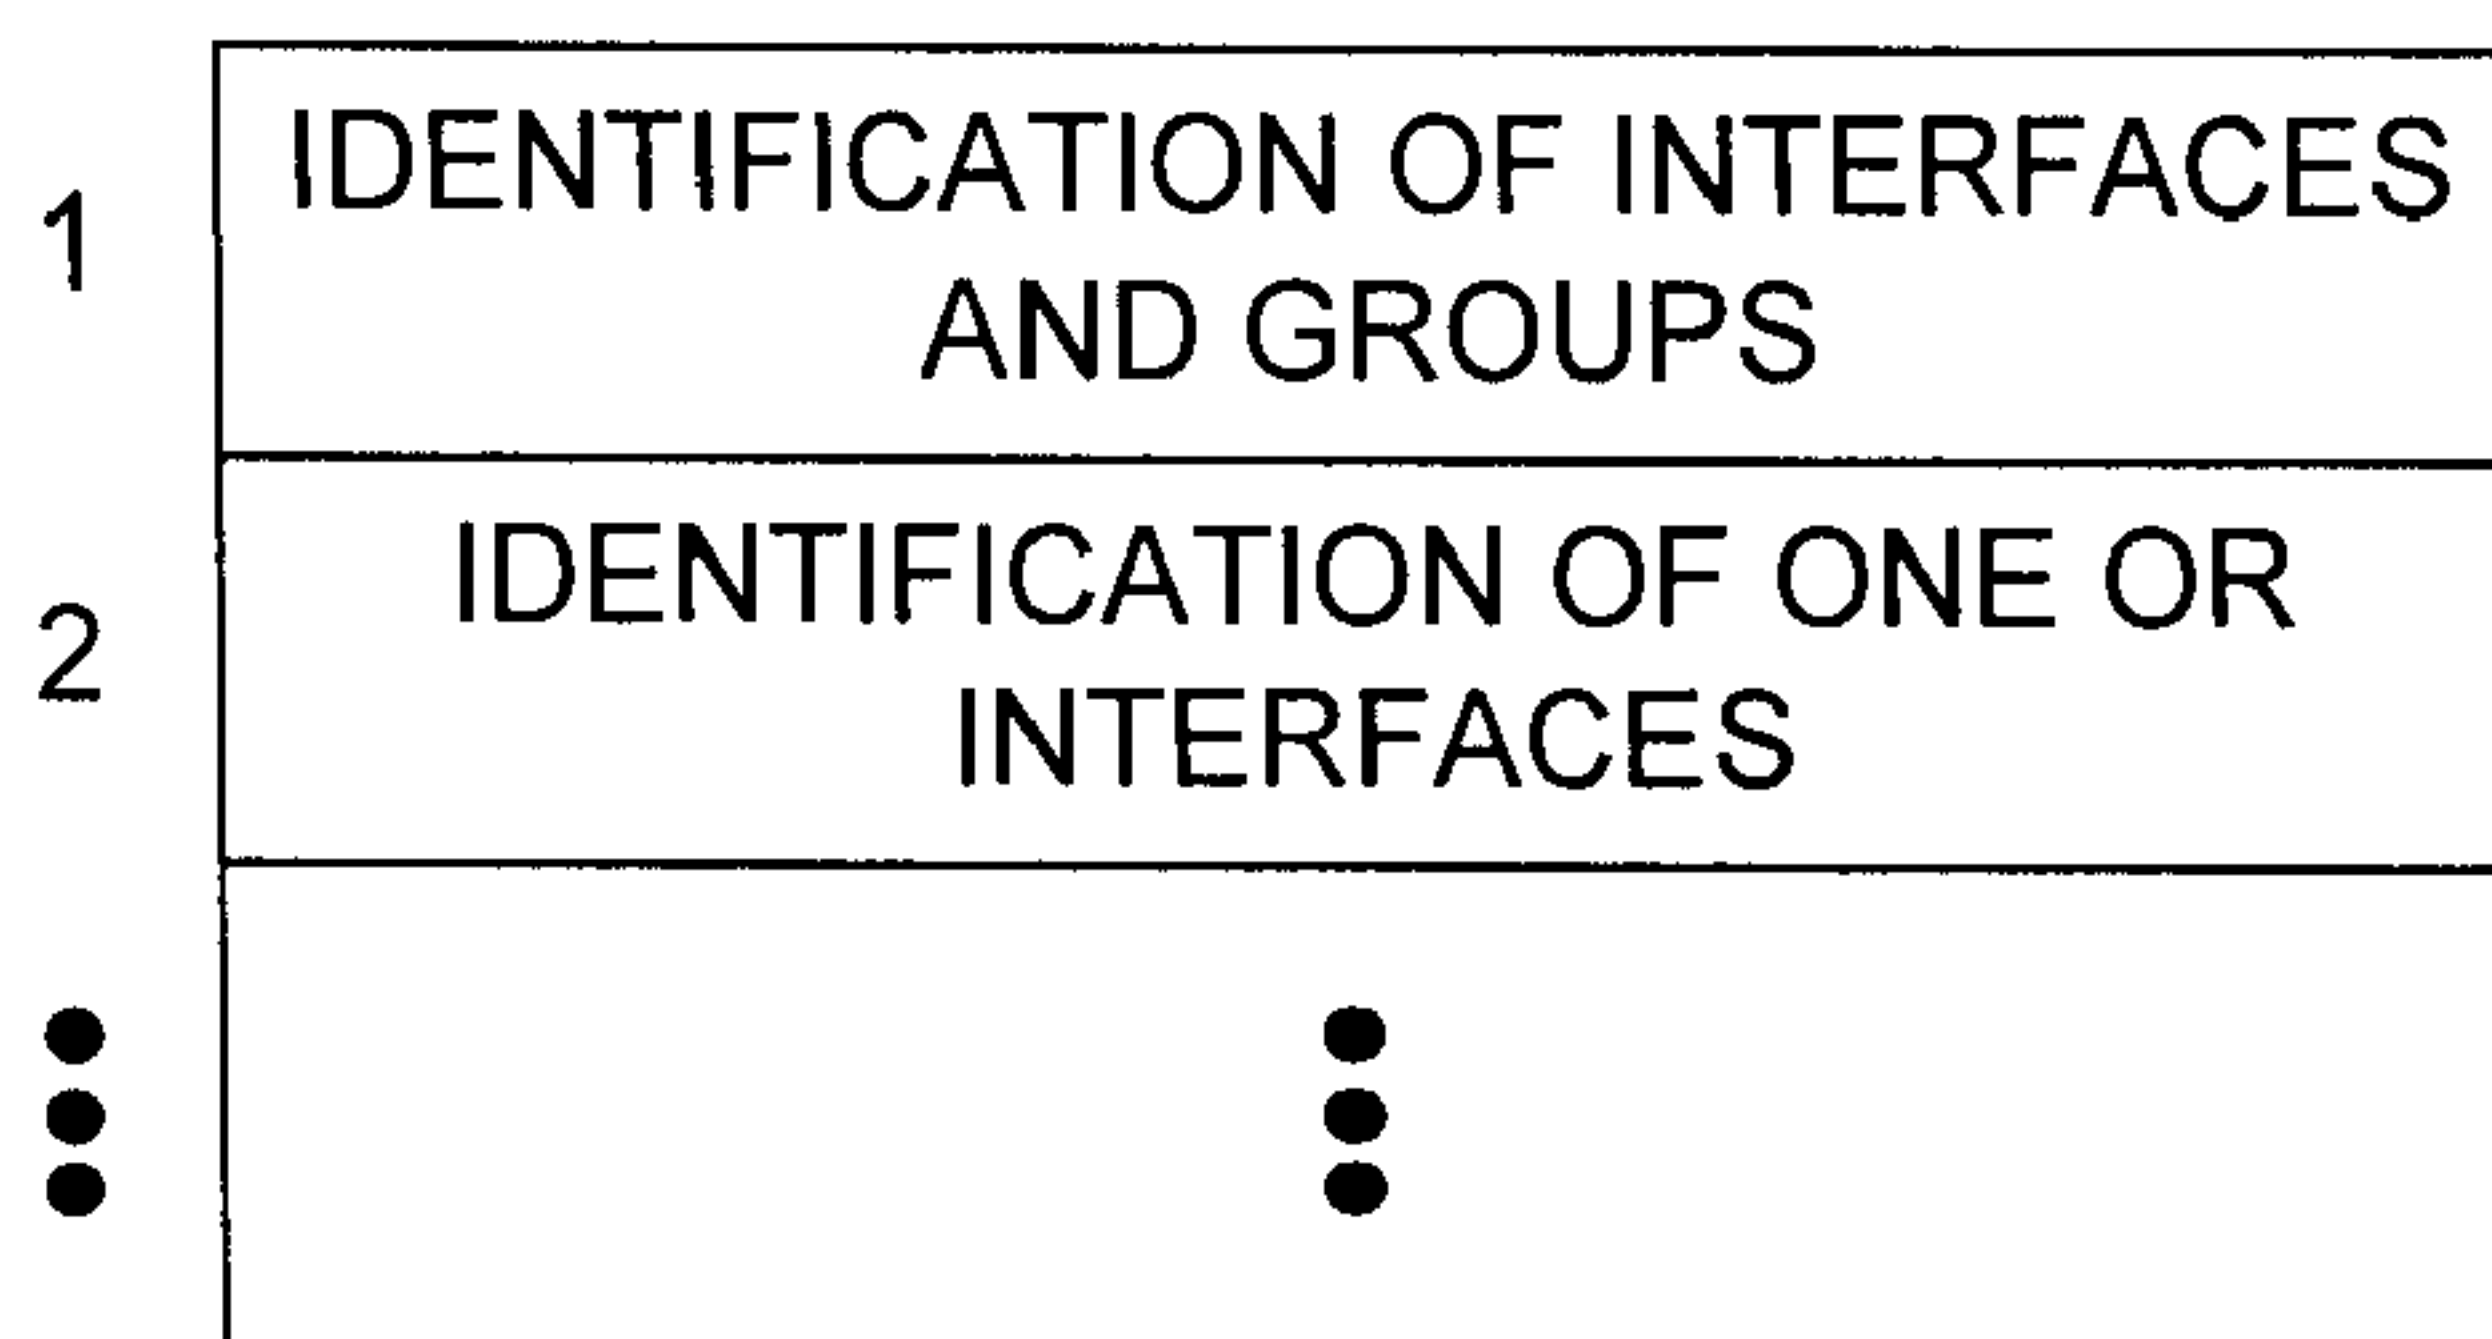 1
IDENTIFICATION OF INTERFACES
AND GROUPS
2
IDENTIFICATION OF ONE OR
INTERFACES